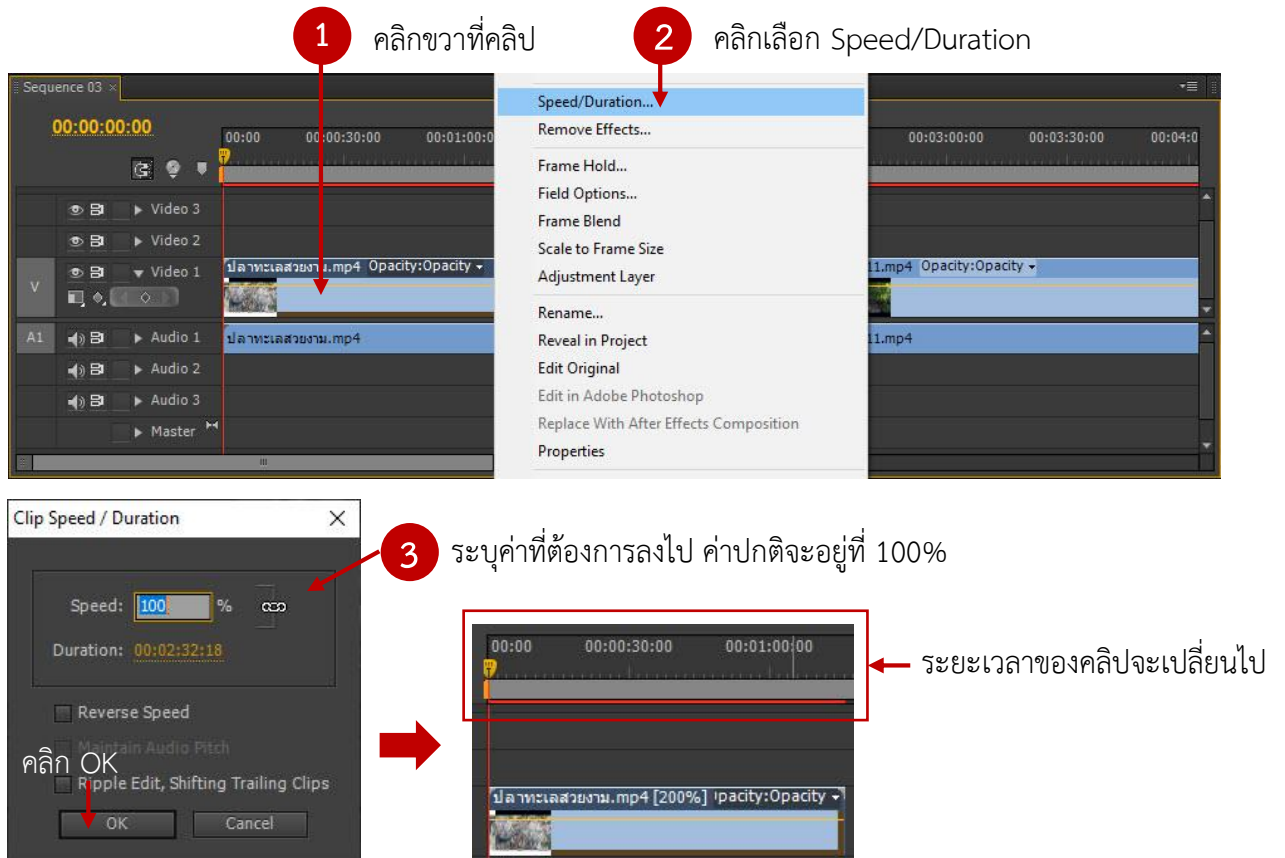 1 คลิกขวาที่คลิป
2 คลิกเลือก Speed/Duration
Sequence 03 ×
00:00:00:00
00:00 00:00:30:00 00:01:00:0
00:03:00:00 00:03:30:00 00:04:0
Video 3
Video 2
V Video 1
ปลาทะเลสวยงาม.mp4 Opacity:Opacity
11.mp4 Opacity:Opacity
A1 Audio 1
ปลาทะเลสวยงาม.mp4
11.mp4
Audio 2
Audio 3
Master
Speed/Duration...
Remove Effects...
Frame Hold...
Field Options...
Frame Blend
Scale to Frame Size
Adjustment Layer
Rename...
Reveal in Project
Edit Original
Edit in Adobe Photoshop
Replace With After Effects Composition
Properties
Clip Speed / Duration
Speed: 100 %
Duration: 00:02:32:18
Reverse Speed
Maintain Audio Pitch
คลิก OK
Ripple Edit, Shifting Trailing Clips
OK Cancel
3 ระบุค่าที่ต้องการลงไป ค่าปกติจะอยู่ที่ 100%
00:00 00:00:30:00 00:01:00:00
ระยะเวลาของคลิปจะเปลี่ยนไป
ปลาทะเลสวยงาม.mp4 [200%] pacity:Opacity